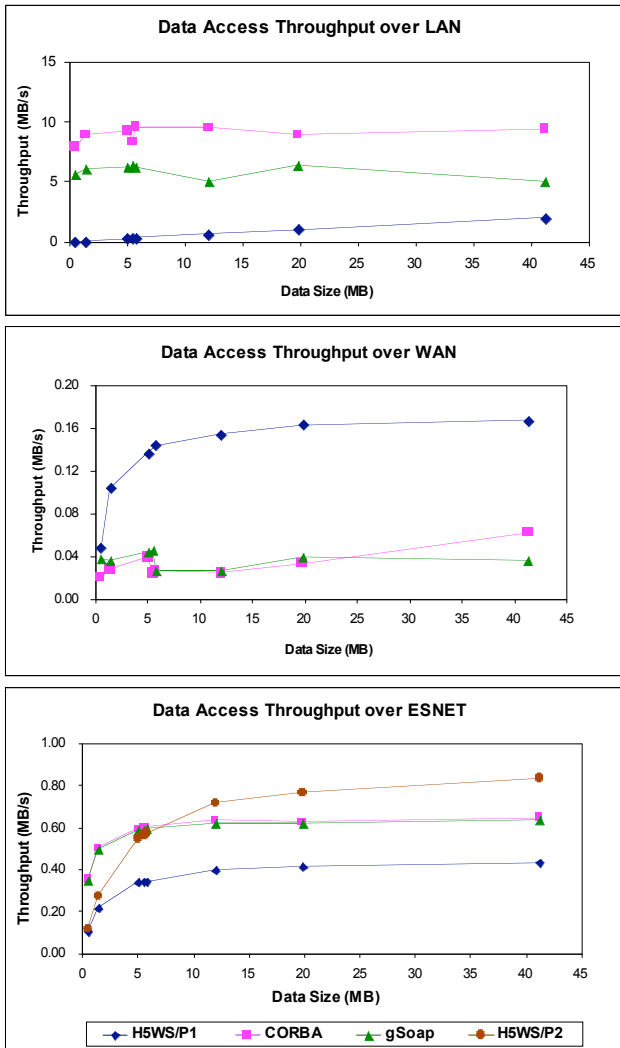 Data Access Throughput over LAN
15
10
5
0
0 5 10 15 20 25 30 35 40 45
Throughput (MB/s)
Data Size (MB)
Data Access Throughput over WAN
0.20
0.16
0.12
0.08
0.04
0.00
0 5 10 15 20 25 30 35 40 45
Throughput (MB/s)
Data Size (MB)
Data Access Throughput over ESNET
1.00
0.80
0.60
0.40
0.20
0.00
0 5 10 15 20 25 30 35 40 45
Throughput (MB/s)
Data Size (MB)
H5WS/P1 CORBA gSoap H5WS/P2